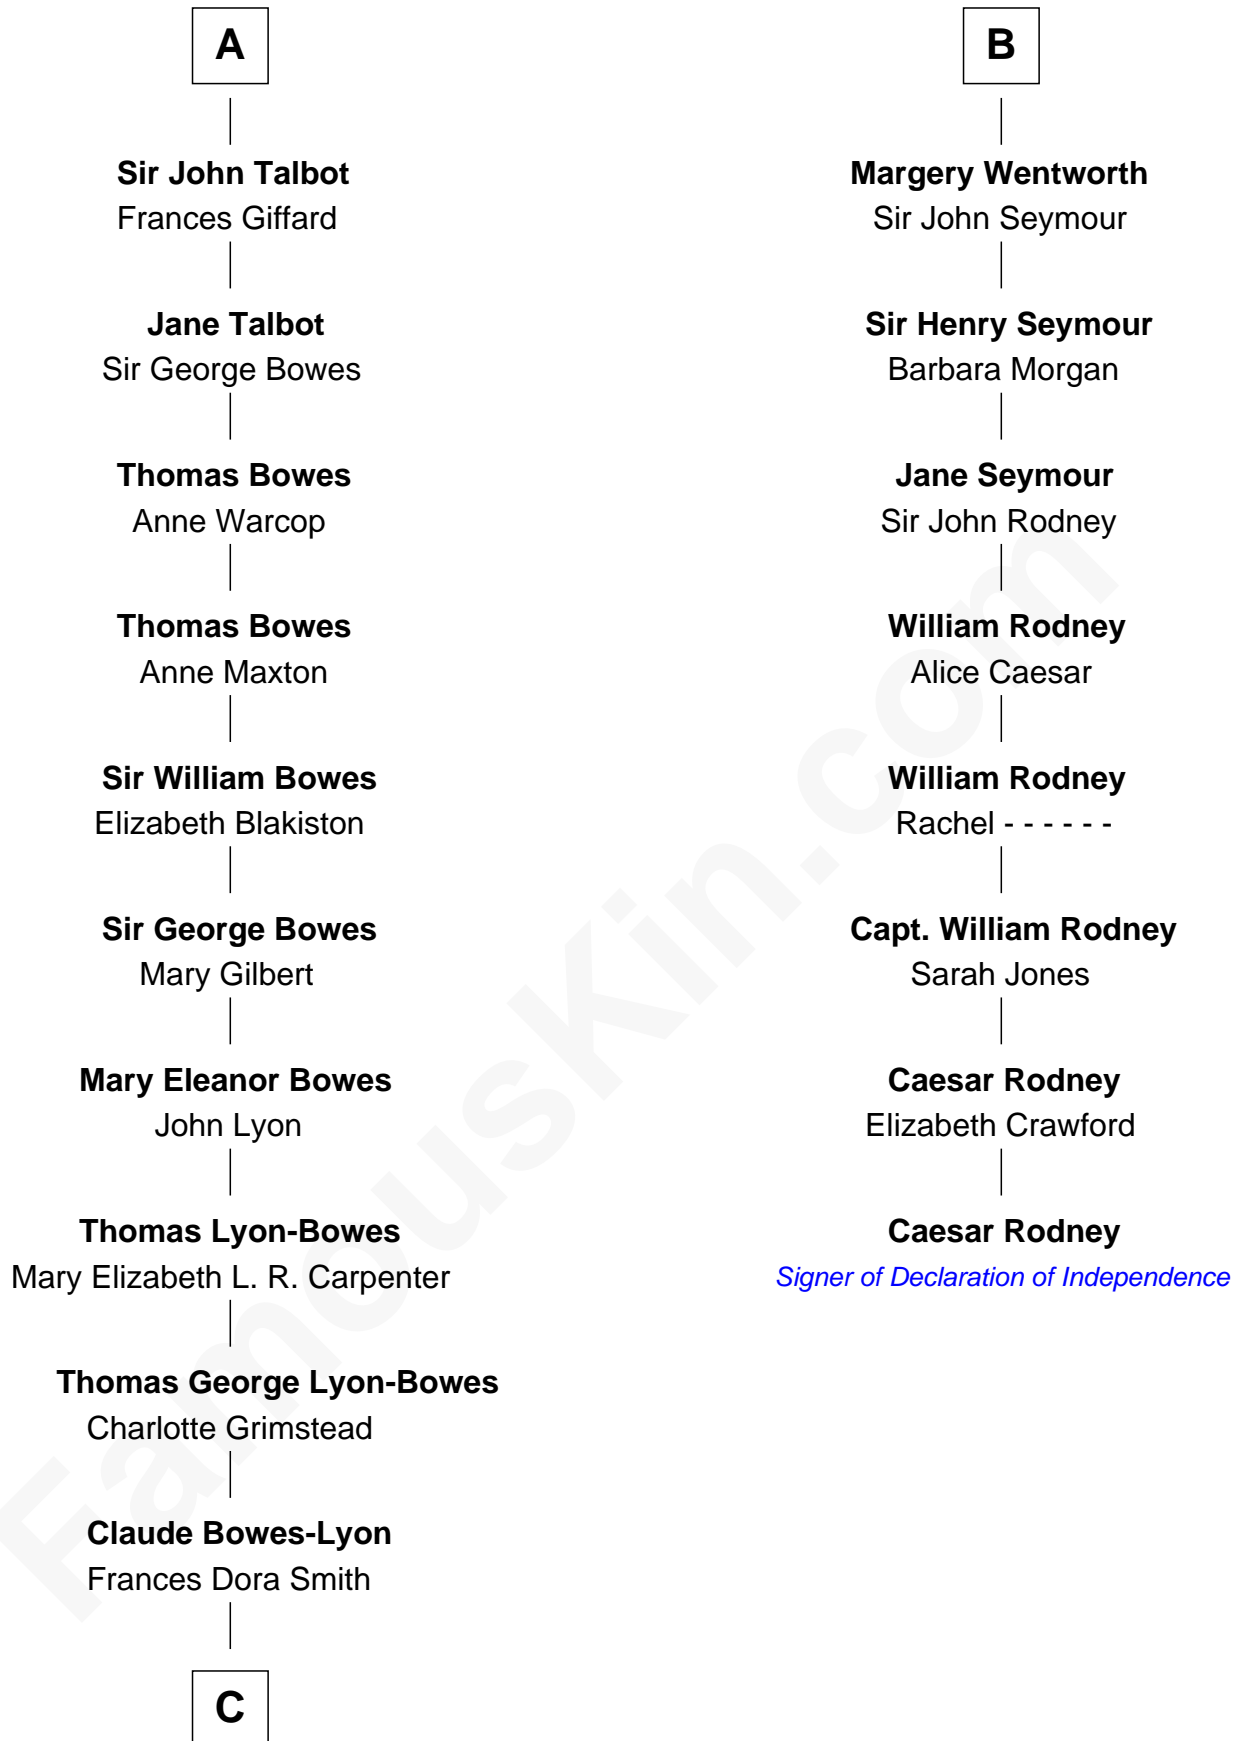 A
Sir John Talbot
Frances Giffard
Jane Talbot
Sir George Bowes
Thomas Bowes
Anne Warcop
Thomas Bowes
Anne Maxton
Sir William Bowes
Elizabeth Blakiston
Sir George Bowes
Mary Gilbert
Mary Eleanor Bowes
John Lyon
Thomas Lyon-Bowes
Mary Elizabeth L. R. Carpenter
Thomas George Lyon-Bowes
Charlotte Grimstead
Claude Bowes-Lyon
Frances Dora Smith
C
B
Margery Wentworth
Sir John Seymour
Sir Henry Seymour
Barbara Morgan
Jane Seymour
Sir John Rodney
William Rodney
Alice Caesar
William Rodney
Rachel - - - - - -
Capt. William Rodney
Sarah Jones
Caesar Rodney
Elizabeth Crawford
Caesar Rodney
Signer of Declaration of Independence
FamousKin.com